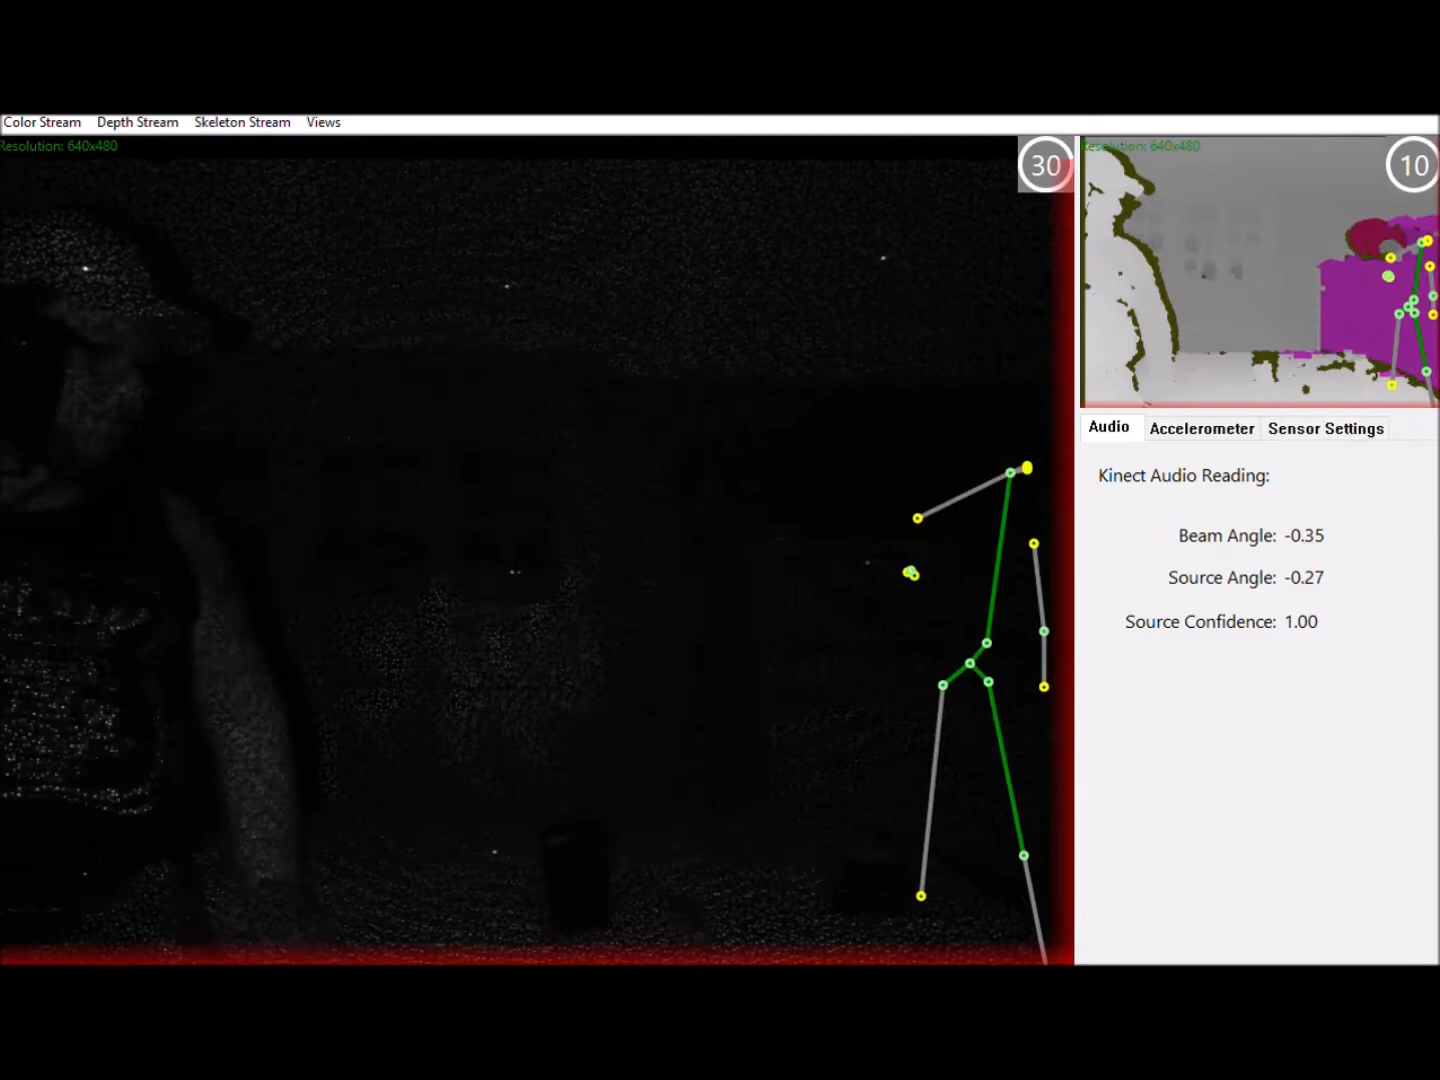 Color Stream Depth Stream Skeleton Stream Views
Resolution: 640x480
30
Resolution: 640x480
10
Audio Accelerometer Sensor Settings
Kinect Audio Reading:
Beam Angle: -0.35
Source Angle: -0.27
Source Confidence: 1.00